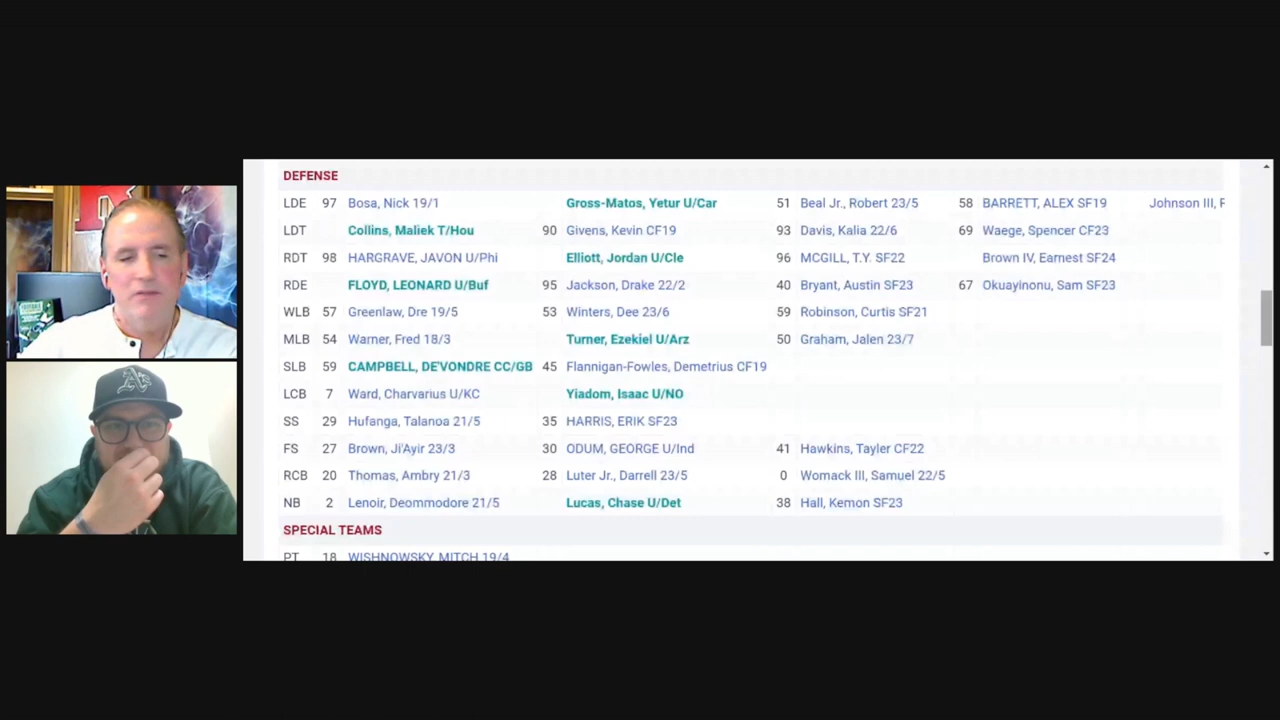 DEFENSE
LDE 97 Bosa, Nick 19/1 Gross-Matos, Yetur U/Car 51 Beal Jr., Robert 23/5 58 BARRETT, ALEX SF19 Johnson III, F
LDT Collins, Maliek T/Hou 90 Givens, Kevin CF19 93 Davis, Kalia 22/6 69 Waege, Spencer CF23
RDT 98 HARGRAVE, JAVON U/Phi Elliott, Jordan U/Cle 96 MCGILL, T.Y. SF22 Brown IV, Earnest SF24
RDE FLOYD, LEONARD U/Buf 95 Jackson, Drake 22/2 40 Bryant, Austin SF23 67 Okuayinonu, Sam SF23
WLB 57 Greenlaw, Dre 19/5 53 Winters, Dee 23/6 59 Robinson, Curtis SF21
MLB 54 Warner, Fred 18/3 Turner, Ezekiel U/Arz 50 Graham, Jalen 23/7
SLB 59 CAMPBELL, DE'VONDRE CC/GB 45 Flannigan-Fowles, Demetrius CF19
LCB 7 Ward, Charvarius U/KC Yiadom, Isaac U/NO
SS 29 Hufanga, Talanoa 21/5 35 HARRIS, ERIK SF23
FS 27 Brown, Ji'Ayir 23/3 30 ODUM, GEORGE U/Ind 41 Hawkins, Tayler CF22
RCB 20 Thomas, Ambry 21/3 28 Luter Jr., Darrell 23/5 0 Womack III, Samuel 22/5
NB 2 Lenoir, Deommodore 21/5 Lucas, Chase U/Det 38 Hall, Kemon SF23
SPECIAL TEAMS
PT 18 WISHNOWSKY, MITCH 19/4